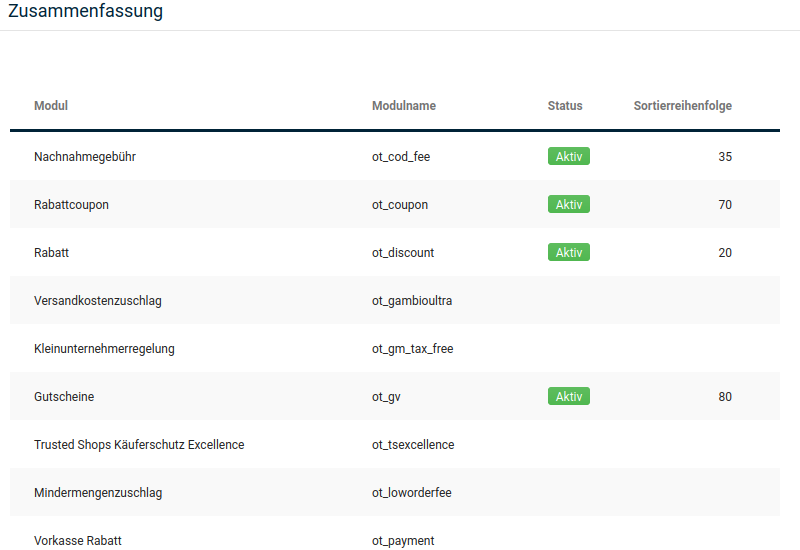 Zusammenfassung
Modul Modulname Status Sortierreihenfolge
Nachnahmegebühr ot_cod_fee Aktiv 35
Rabattcoupon ot_coupon Aktiv 70
Rabatt ot_discount Aktiv 20
Versandkostenzuschlag ot_gambioultra
Kleinunternehmerregelung ot_gm_tax_free
Gutscheine ot_gv Aktiv 80
Trusted Shops Käuferschutz Excellence ot_tsexcellence
Mindermengenzuschlag ot_loworderfee
Vorkasse Rabatt ot_payment